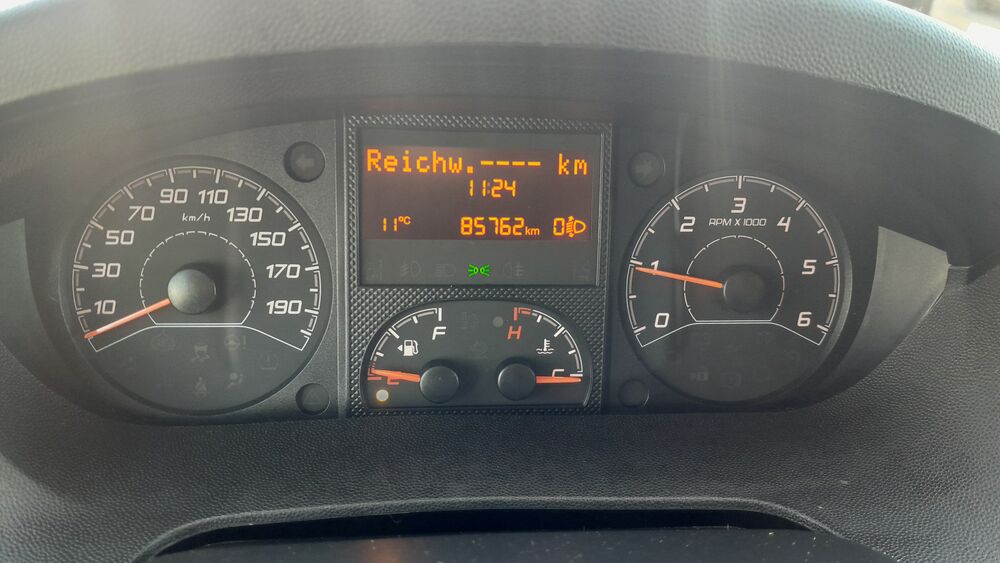 Reichw.---- km
11:24
11°C 85762km 0
10 30 50 70 90 110 130 150 170 190
km/h
0 1 2 3 4 5 6
RPM X 1000
E F
H C